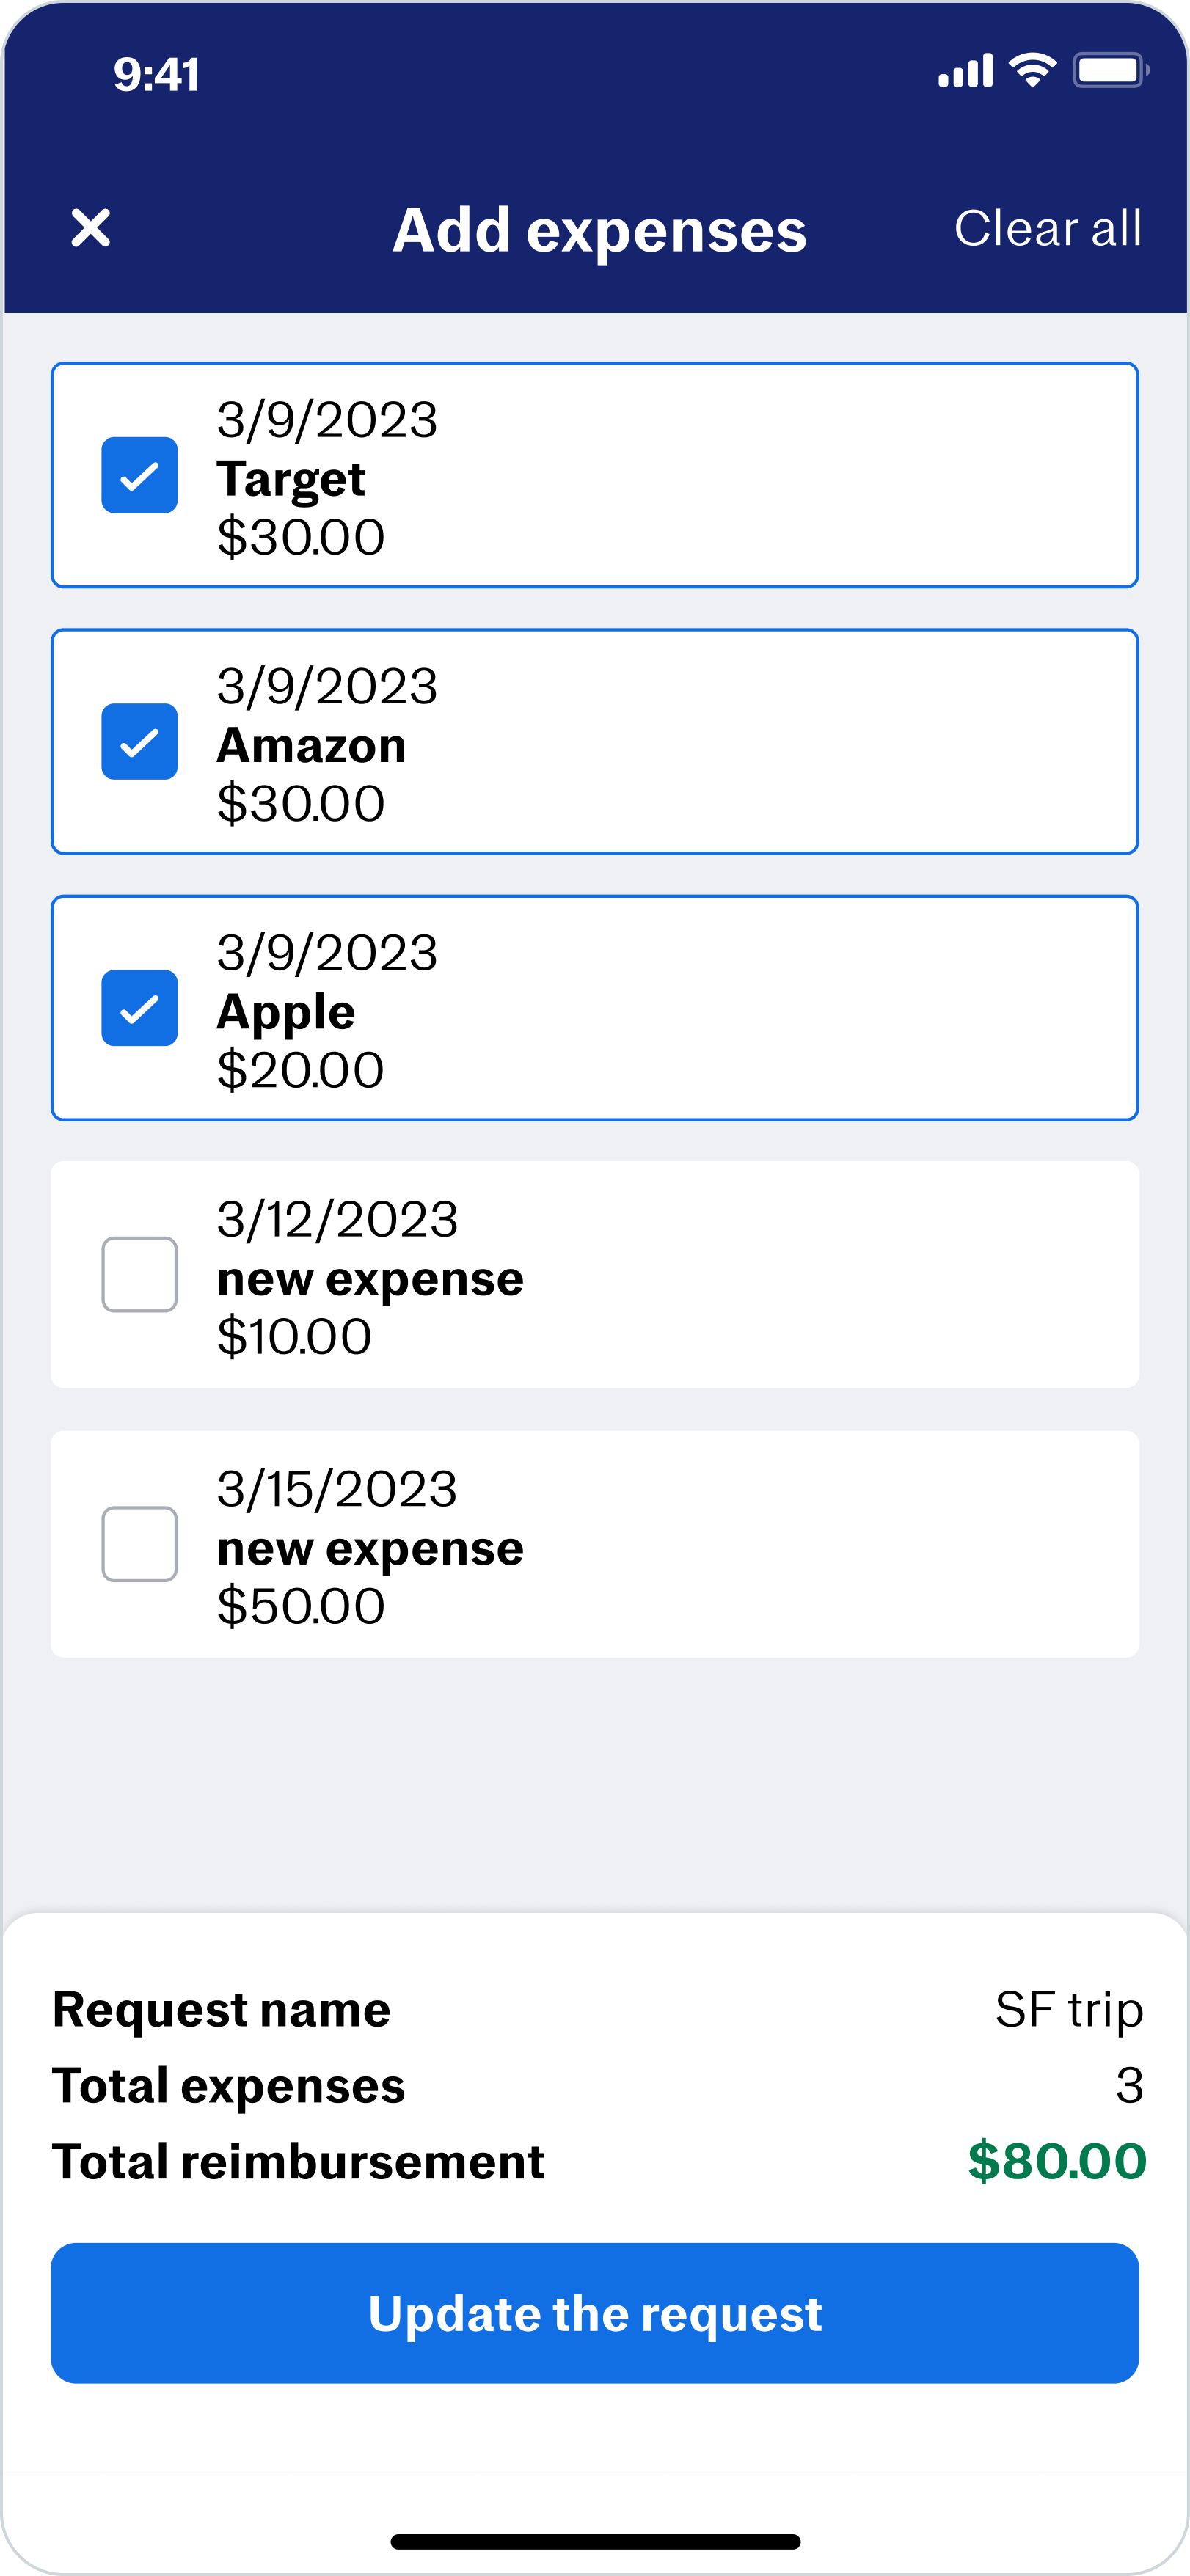 9:41
Add expenses
Clear all
3/9/2023
Target
$30.00
3/9/2023
Amazon
$30.00
3/9/2023
Apple
$20.00
3/12/2023
new expense
$10.00
3/15/2023
new expense
$50.00
Request name SF trip
Total expenses 3
Total reimbursement $80.00
Update the request